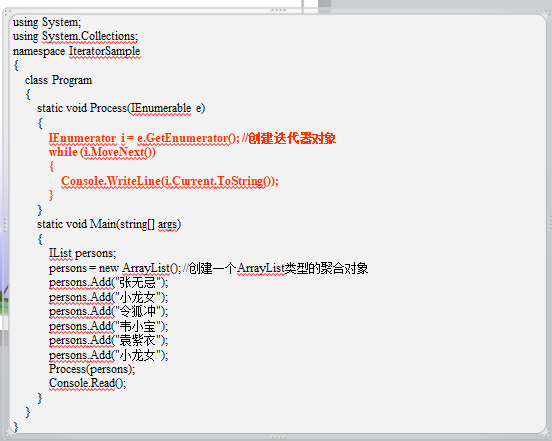 using System;
using System.Collections;
namespace IteratorSample
{
class Program
{
static void Process(IEnumerable e)
{
IEnumerator i = e.GetEnumerator(); //创建迭代器对象
while (i.MoveNext())
{
Console.WriteLine(i.Current.ToString());
}
}
static void Main(string[] args)
{
IList persons;
persons = new ArrayList(); //创建一个ArrayList类型的聚合对象
persons.Add("张无忌");
persons.Add("小龙女");
persons.Add("令狐冲");
persons.Add("韦小宝");
persons.Add("袁紫衣");
persons.Add("小龙女");
Process(persons);
Console.Read();
}
}
}